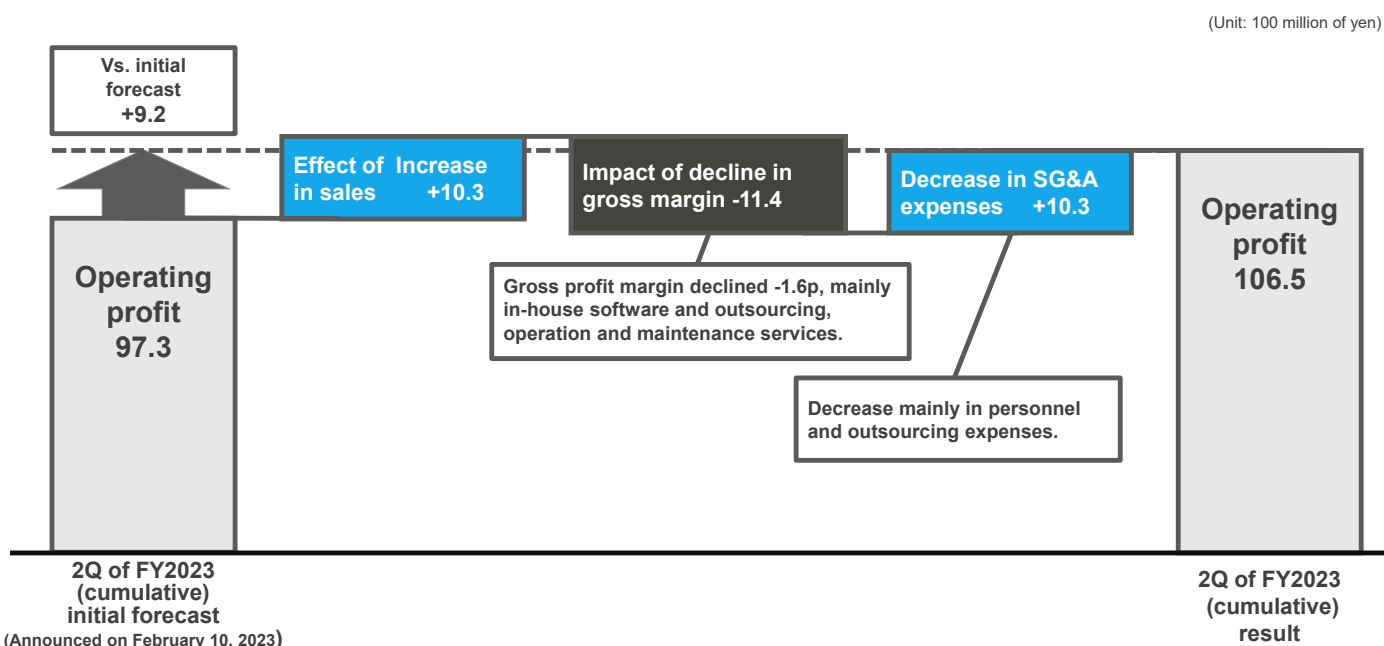 (Unit: 100 million of yen)
Vs. initial
forecast
+9.2
Effect of Increase
in sales +10.3
Impact of decline in
gross margin -11.4
Decrease in SG&A
expenses +10.3
Operating
profit
97.3
Operating
profit
106.5
Gross profit margin declined -1.6p, mainly
in-house software and outsourcing,
operation and maintenance services.
Decrease mainly in personnel
and outsourcing expenses.
2Q of FY2023
(cumulative)
initial forecast
(Announced on February 10, 2023)
2Q of FY2023
(cumulative)
result